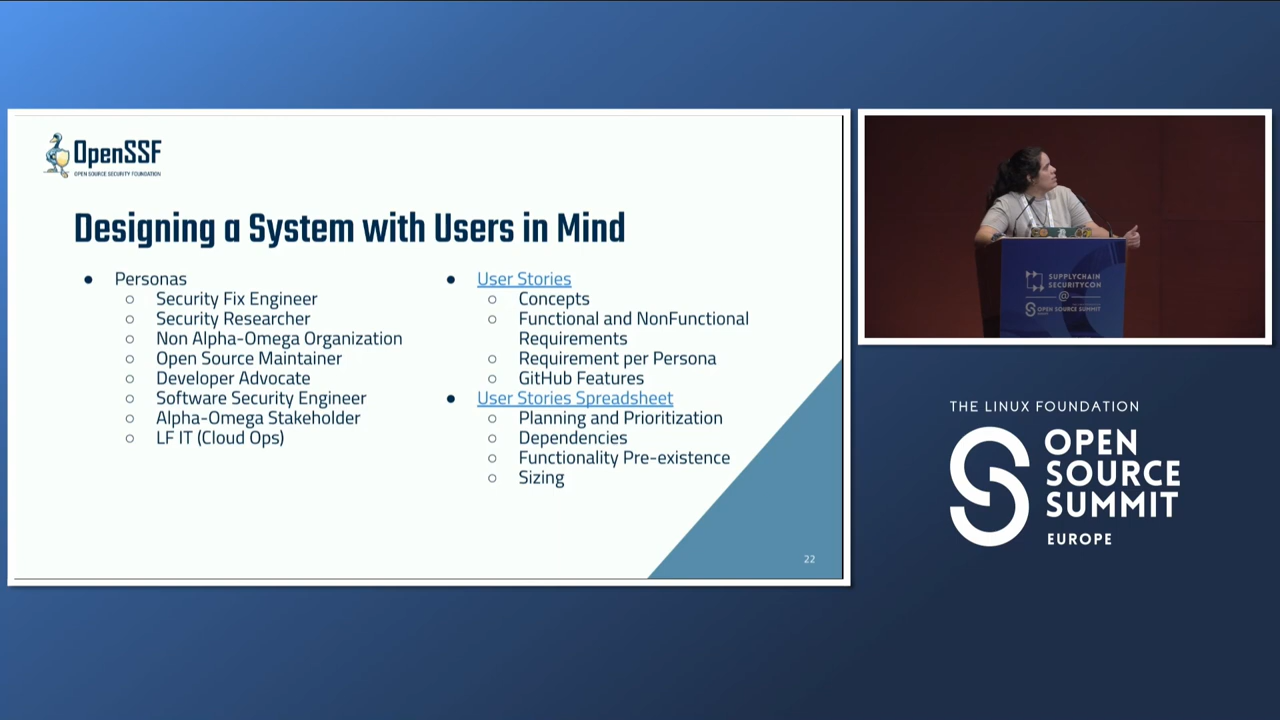 OpenSSF
OPEN SOURCE SECURITY FOUNDATION
Designing a System with Users in Mind
● Personas
○ Security Fix Engineer
○ Security Researcher
○ Non Alpha-Omega Organization
○ Open Source Maintainer
○ Developer Advocate
○ Software Security Engineer
○ Alpha-Omega Stakeholder
○ LF IT (Cloud Ops)
● User Stories
○ Concepts
○ Functional and NonFunctional
Requirements
○ Requirement per Persona
○ GitHub Features
● User Stories Spreadsheet
○ Planning and Prioritization
○ Dependencies
○ Functionality Pre-existence
○ Sizing
22
SUPPLYCHAIN
SECURITYCON
@
OPEN SOURCE SUMMIT
THE LINUX FOUNDATION
OPEN
SOURCE
SUMMIT
EUROPE